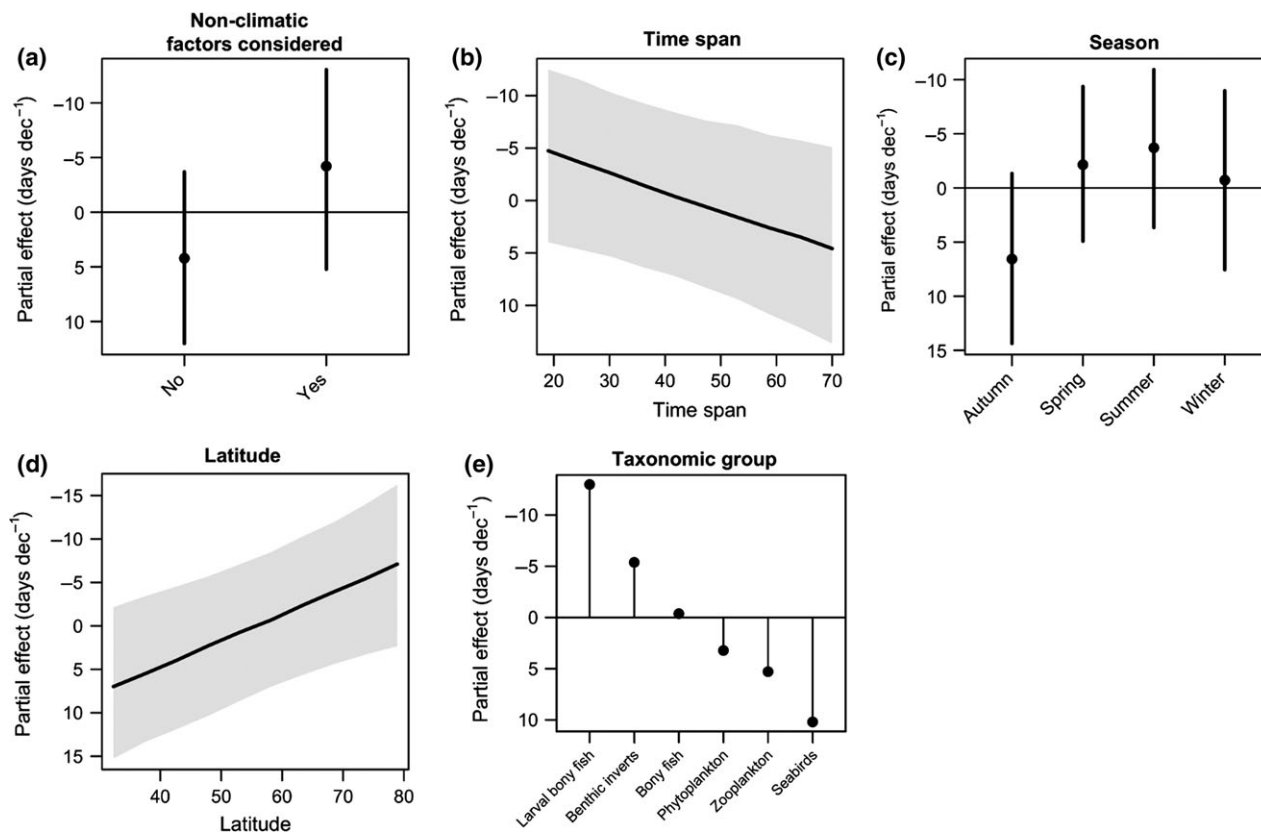 Non-climatic
factors considered
(a)
Partial effect (days dec⁻¹)
−10
−5
0
5
10
No
Yes
(b)
Time span
Partial effect (days dec⁻¹)
−10
−5
0
5
10
20 30 40 50 60 70
Time span
(c)
Season
Partial effect (days dec⁻¹)
−10
−5
0
5
10
15
Autumn
Spring
Summer
Winter
(d)
Latitude
Partial effect (days dec⁻¹)
−15
−10
−5
0
5
10
15
40 50 60 70 80
Latitude
(e)
Taxonomic group
Partial effect (days dec⁻¹)
−10
−5
0
5
10
Larval bony fish
Benthic inverts
Bony fish
Phytoplankton
Zooplankton
Seabirds